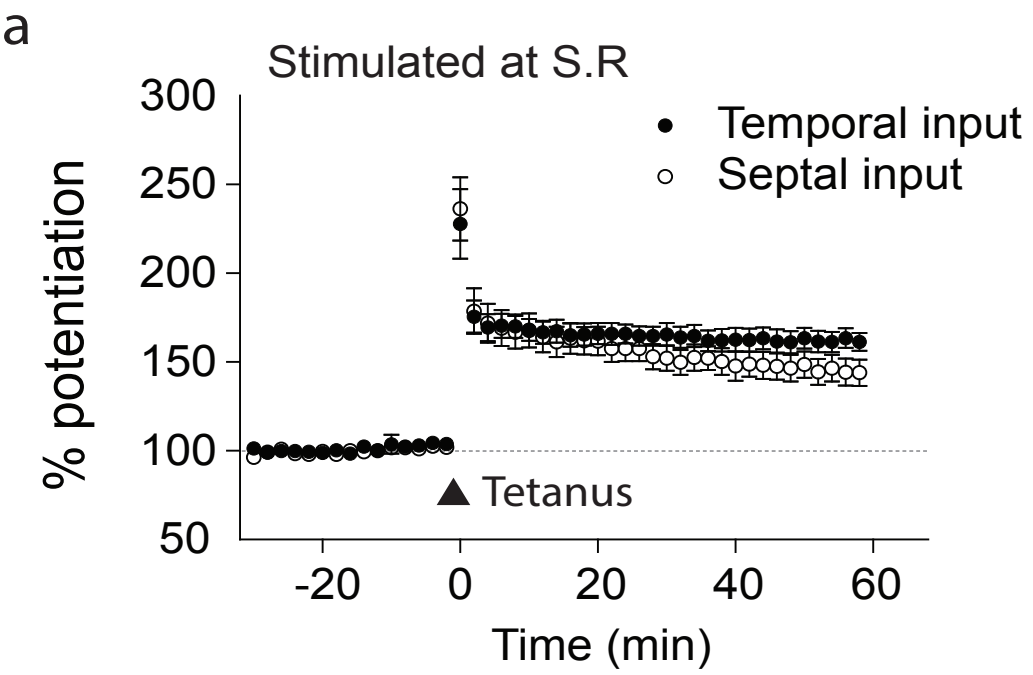 a
Stimulated at S.R
Temporal input
Septal input
% potentiation
300
250
200
150
100
50
Tetanus
-20 0 20 40 60
Time (min)